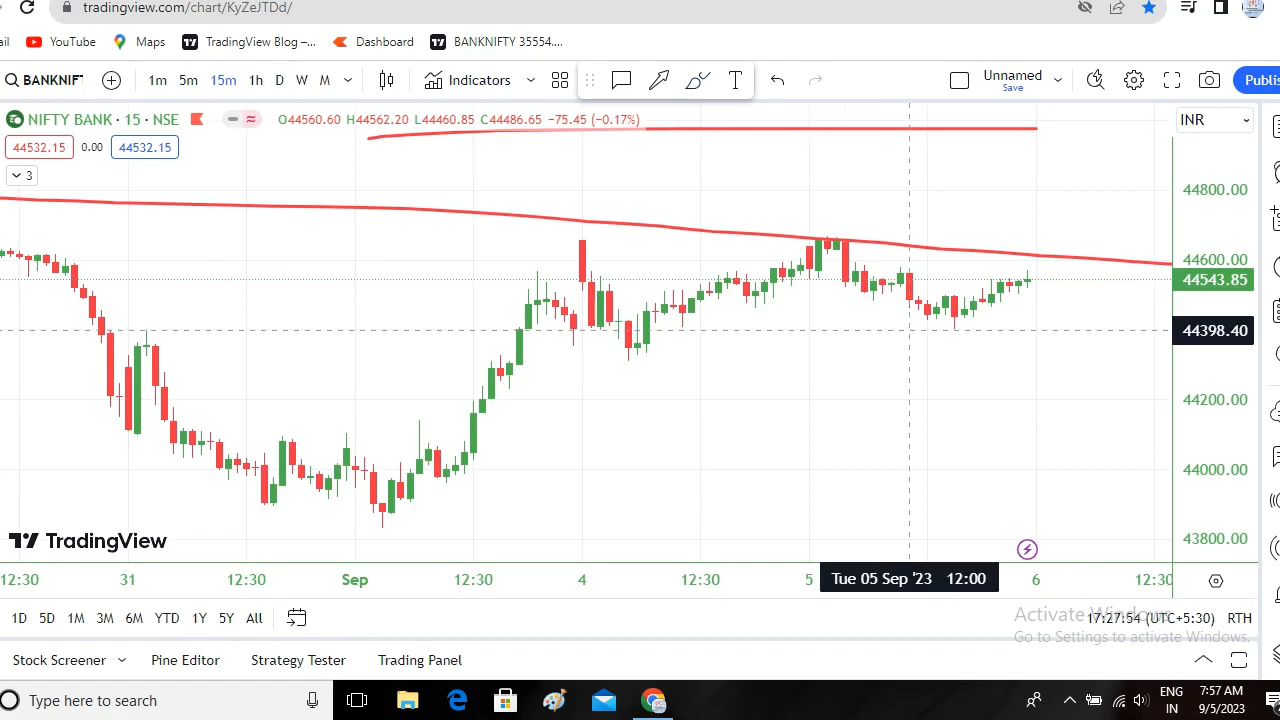 tradingview.com/chart/KyZeJTDd/
ail YouTube Maps TradingView Blog –... Dashboard BANKNIFTY 35554....
BANKNIF 1m 5m 15m 1h D W M Indicators T Unnamed
Save
Publis
NIFTY BANK · 15 · NSE O44560.60 H44562.20 L44460.85 C44486.65 −75.45 (−0.17%) INR
44532.15 0.00 44532.15
3
44800.00
44600.00
44543.85
44398.40
44200.00
44000.00
43800.00
TradingView
12:30 31 12:30 Sep 12:30 4 12:30 5 Tue 05 Sep '23 12:00 6 12:30
1D 5D 1M 3M 6M YTD 1Y 5Y All 17:27:54 (UTC+5:30) RTH
Activate Windows
Go to Settings to activate Windows.
Stock Screener Pine Editor Strategy Tester Trading Panel
Type here to search
ENG
IN
7:57 AM
9/5/2023